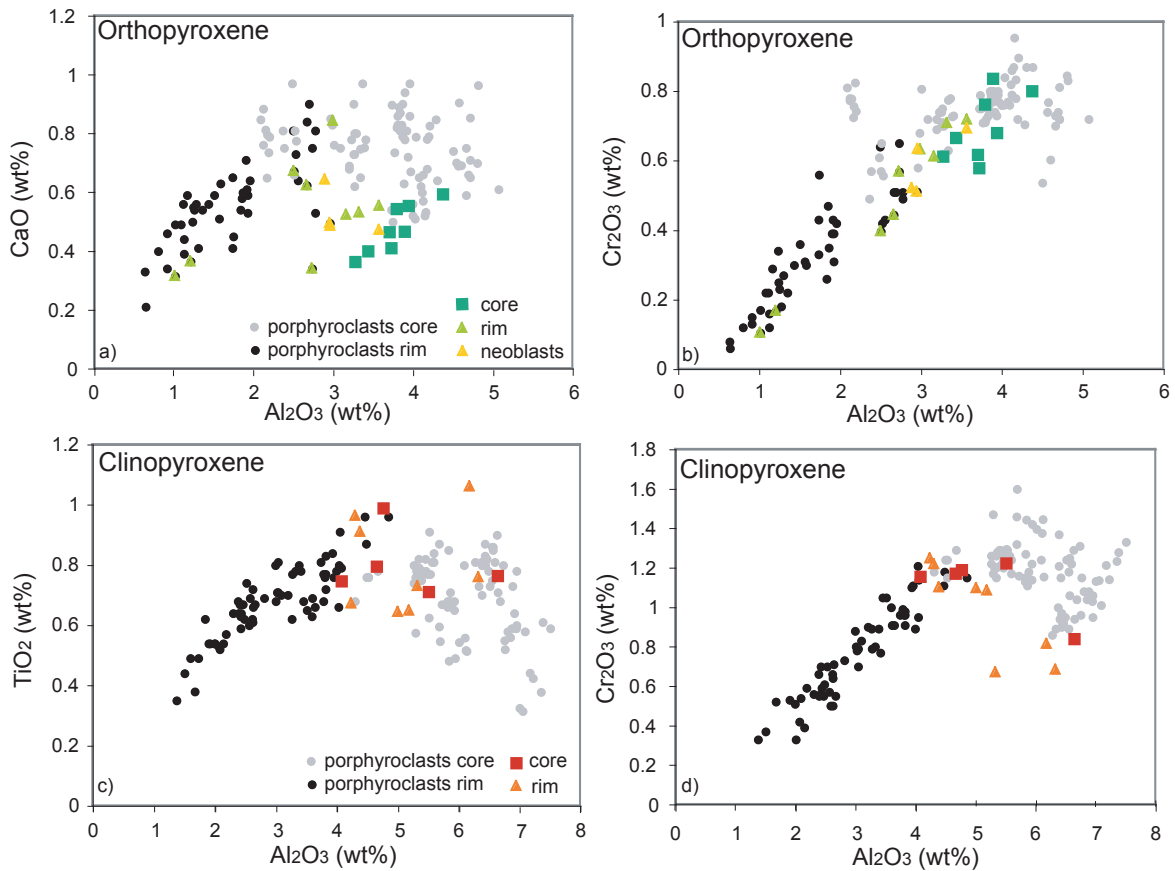 Orthopyroxene
1.2
1
0.8
0.6
0.4
0.2
0
CaO (wt%)
porphyroclasts core
porphyroclasts rim
core
rim
neoblasts
a)
0 1 2 3 4 5 6
Al₂O₃ (wt%)
Orthopyroxene
1
0.8
0.6
0.4
0.2
0
Cr₂O₃ (wt%)
b)
0 1 2 3 4 5 6
Al₂O₃ (wt%)
Clinopyroxene
1.2
1
0.8
0.6
0.4
0.2
0
TiO₂ (wt%)
porphyroclasts core
porphyroclasts rim
core
rim
c)
0 1 2 3 4 5 6 7 8
Al₂O₃ (wt%)
Clinopyroxene
1.8
1.6
1.4
1.2
1
0.8
0.6
0.4
0.2
0
Cr₂O₃ (wt%)
d)
0 1 2 3 4 5 6 7 8
Al₂O₃ (wt%)